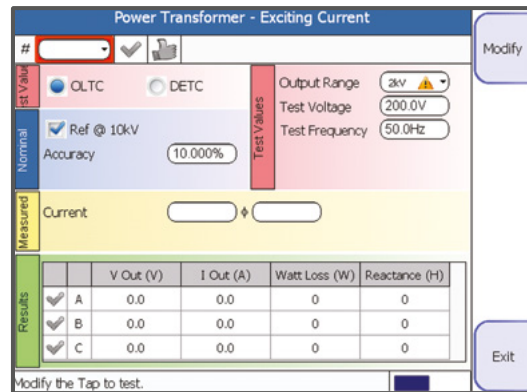 Power Transformer - Exciting Current
#
Modify
OLTC
DETC
Output Range
2kV
Test Voltage
200.0V
Test Frequency
50.0Hz
Test Values
Nominal
Ref @ 10kV
Accuracy
10.000%
Measured
Current
ϕ
Results
V Out (V) I Out (A) Watt Loss (W) Reactance (H)
A 0.0 0.0 0 0
B 0.0 0.0 0 0
C 0.0 0.0 0 0
Exit
Modify the Tap to test.